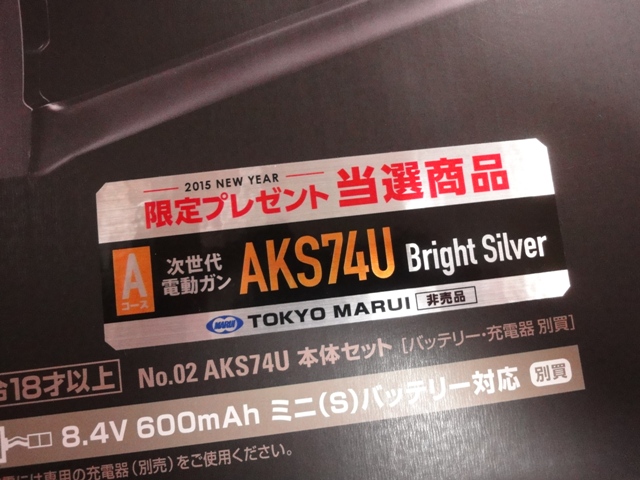 2015 NEW YEAR
限定プレゼント 当選商品
A
コース
次世代
電動ガン
AKS74U Bright Silver
MARUI TOKYO MARUI 非売品
18才以上 No.02 AKS74U 本体セット [バッテリー・充電器 別買]
8.4V 600mAh ミニ(S)バッテリー対応 別買
には専用の充電器(別売)をご使用ください。